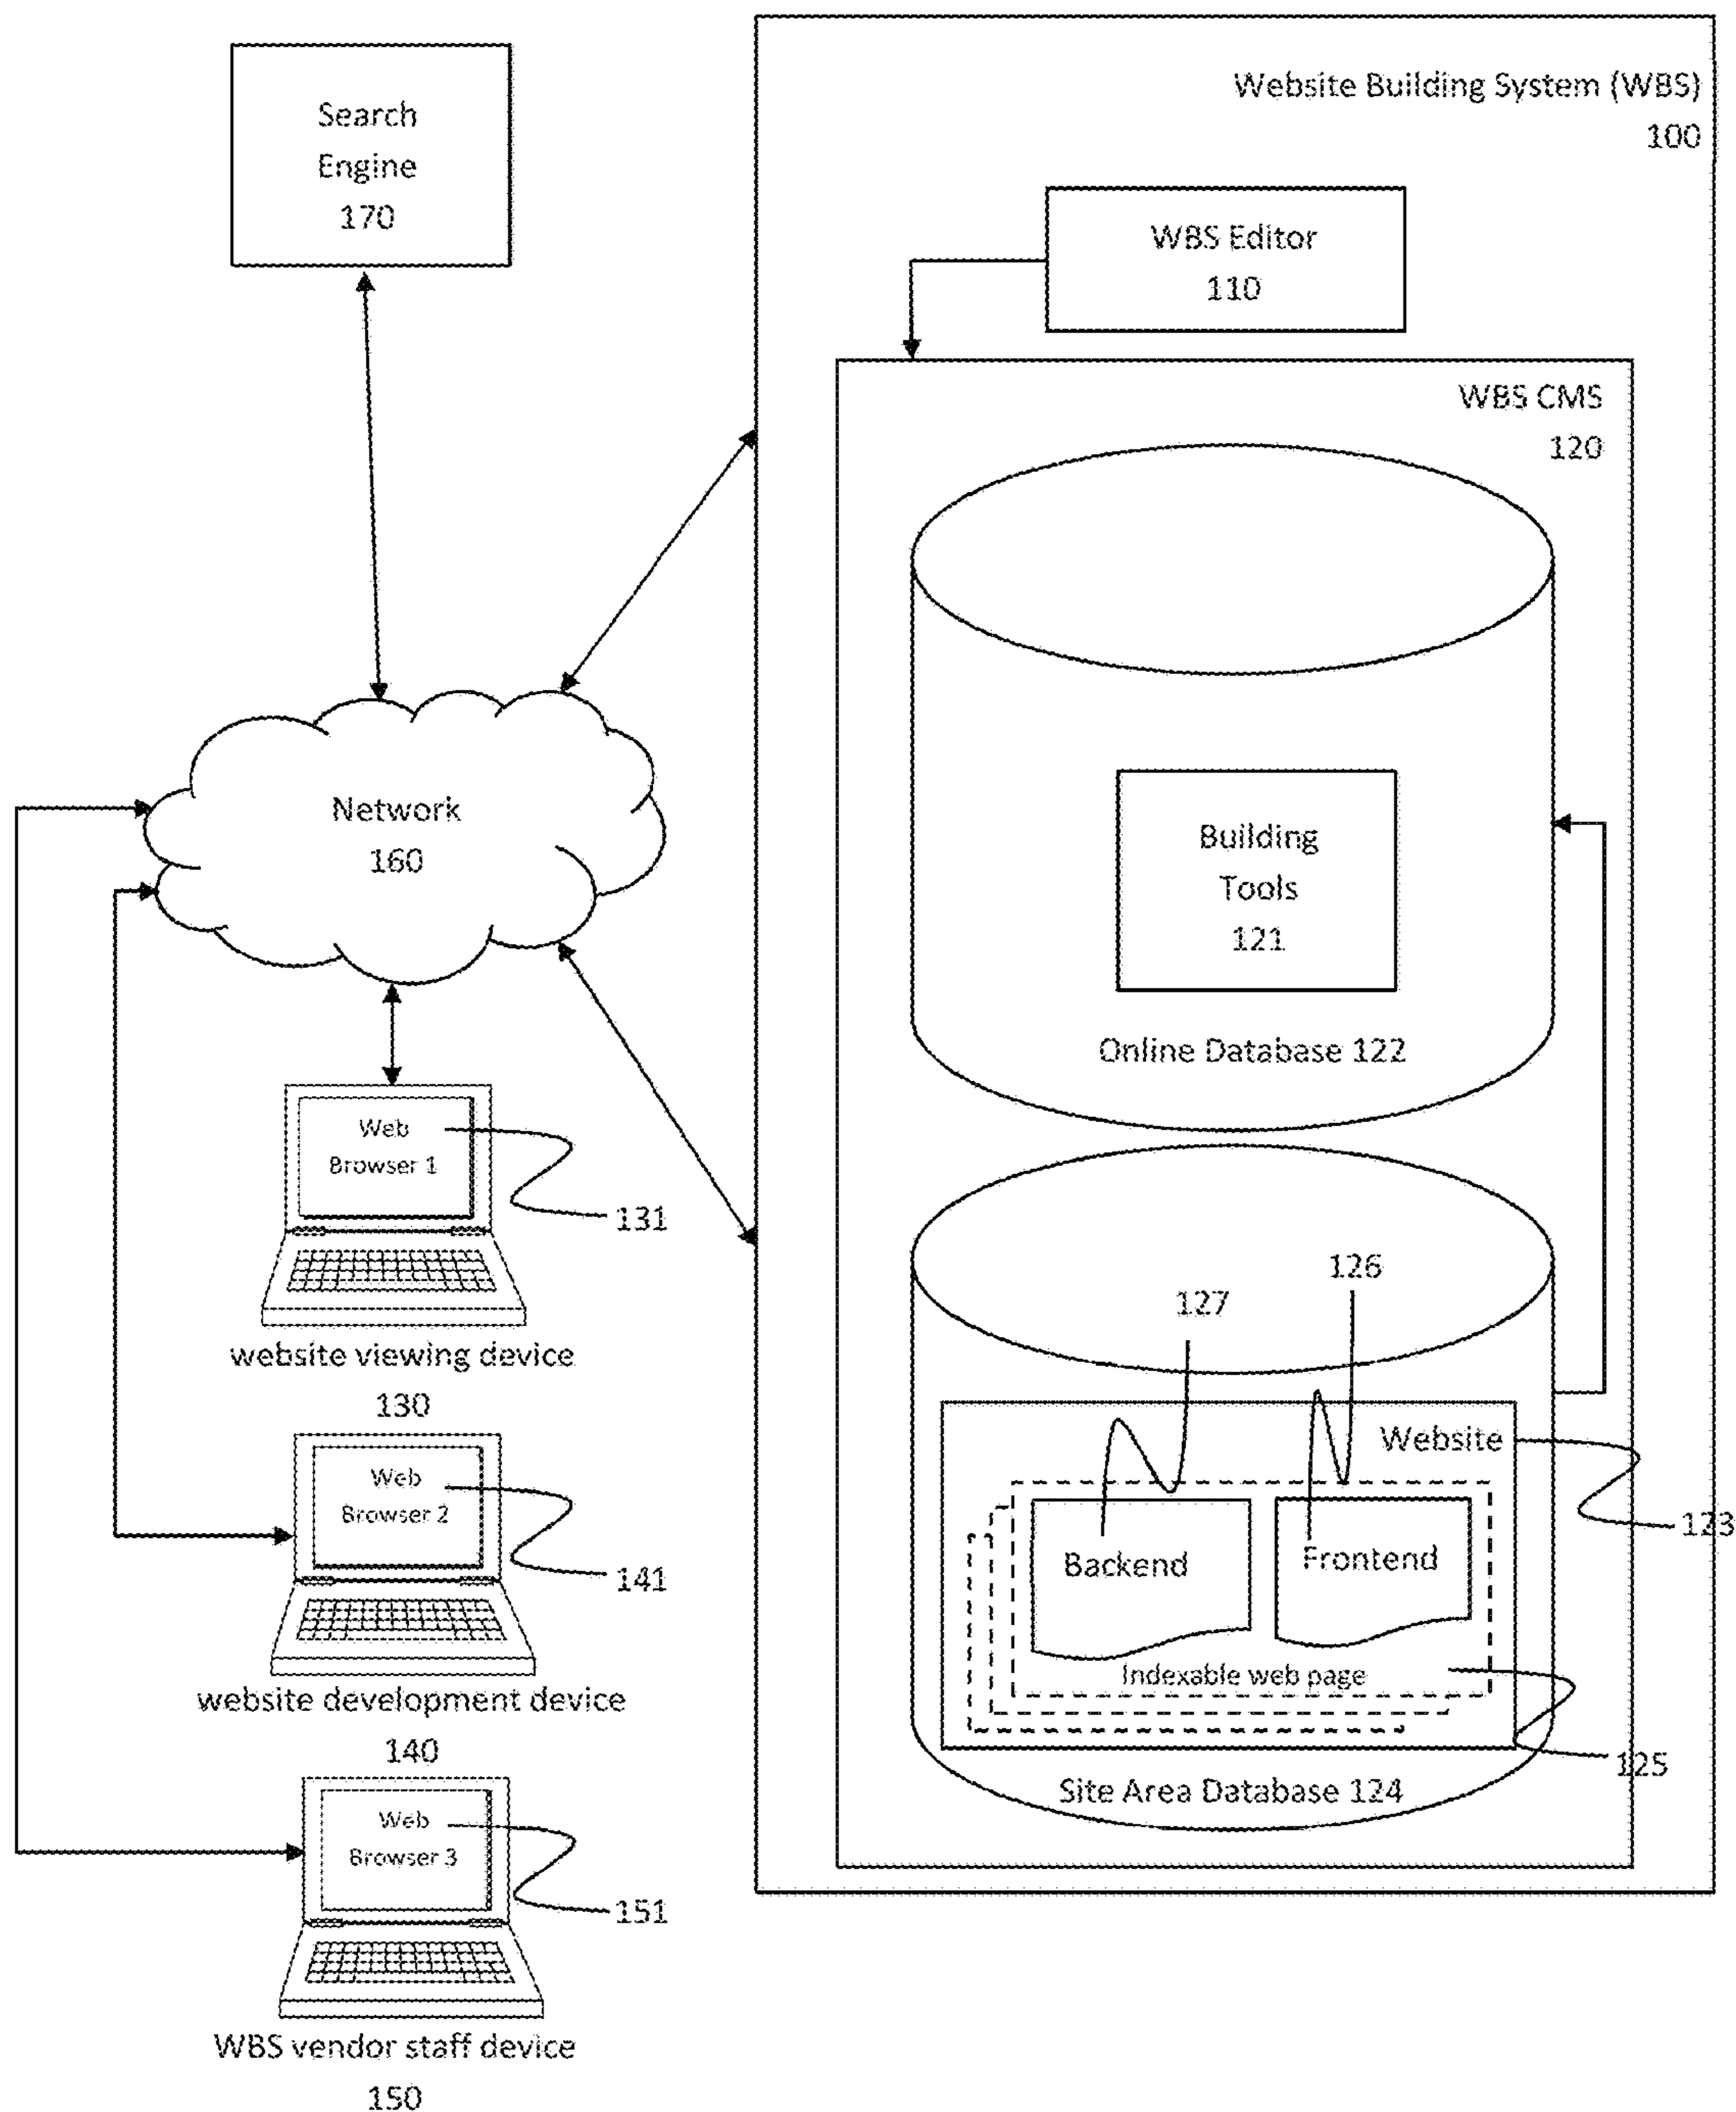 Website Building System (WBS)
100
Search
Engine
170
WBS Editor
110
WBS CMS
120
Network
160
Building
Tools
121
Online Database 122
Web
Browser 1
131
website viewing device
130
126
127
Website
123
Backend
Frontend
Indexable web page
125
Site Area Database 124
Web
Browser 2
141
website development device
140
Web
Browser 3
151
WBS vendor staff device
150